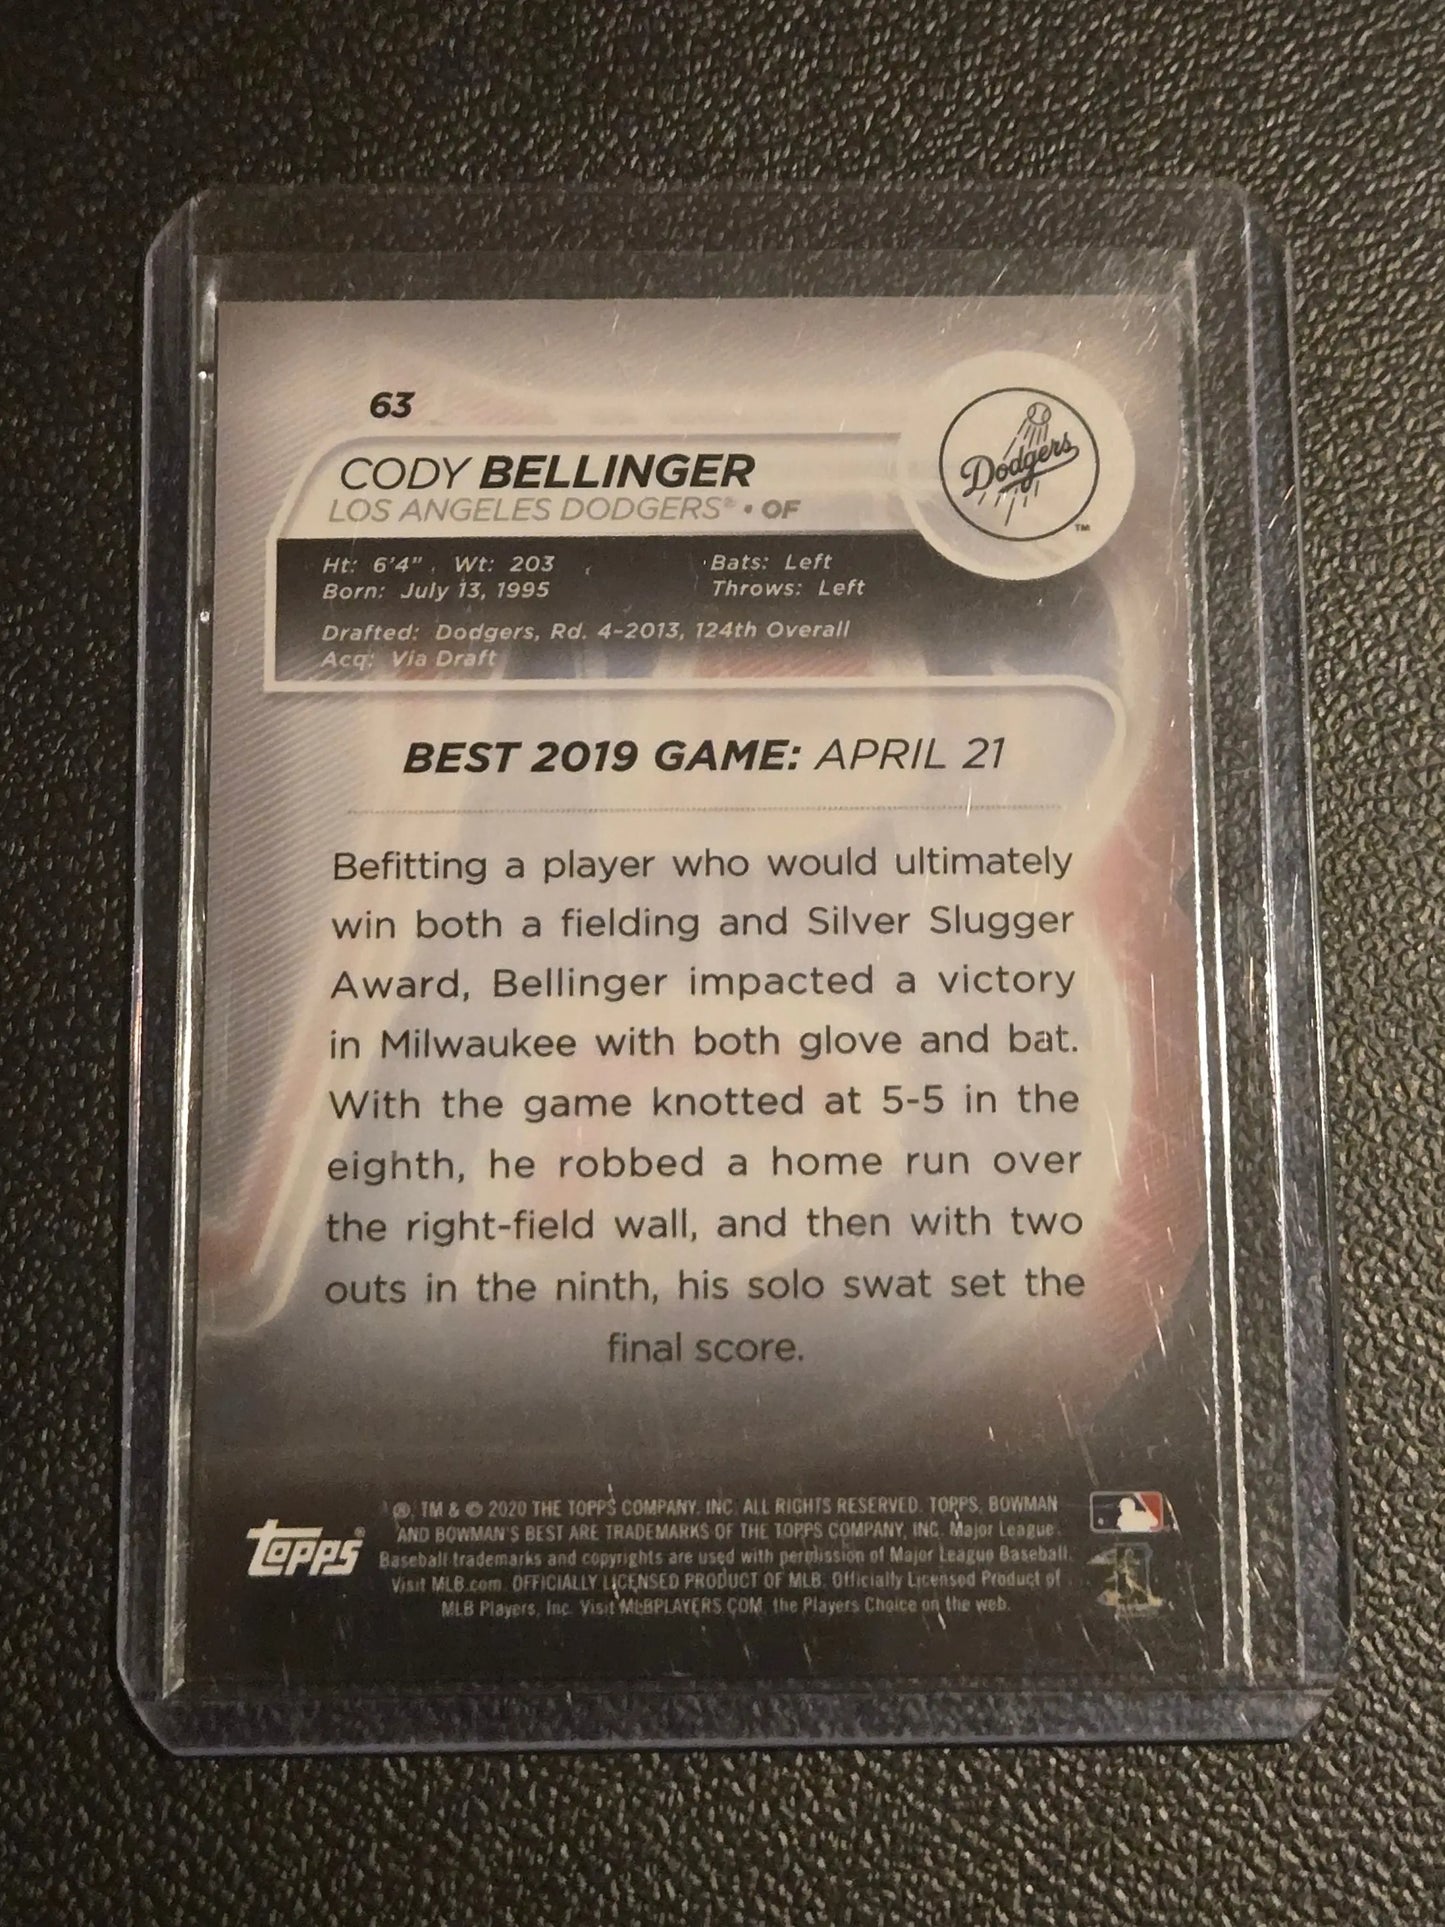 63
CODY BELLINGER
LOS ANGELES DODGERS® • OF
Dodgers
TM
Ht: 6'4" Wt: 203 Bats: Left
Born: July 13, 1995 Throws: Left
Drafted: Dodgers, Rd. 4-2013, 124th Overall
Acq: Via Draft
BEST 2019 GAME: APRIL 21
Befitting a player who would ultimately
win both a fielding and Silver Slugger
Award, Bellinger impacted a victory
in Milwaukee with both glove and bat.
With the game knotted at 5-5 in the
eighth, he robbed a home run over
the right-field wall, and then with two
outs in the ninth, his solo swat set the
final score.
Topps®
®, TM & © 2020 THE TOPPS COMPANY, INC. ALL RIGHTS RESERVED. TOPPS, BOWMAN
AND BOWMAN'S BEST ARE TRADEMARKS OF THE TOPPS COMPANY, INC. Major League
Baseball trademarks and copyrights are used with permission of Major League Baseball.
Visit MLB.com. OFFICIALLY LICENSED PRODUCT OF MLB. Officially Licensed Product of
MLB Players, Inc. Visit MLBPLAYERS.COM, the Players Choice on the web.